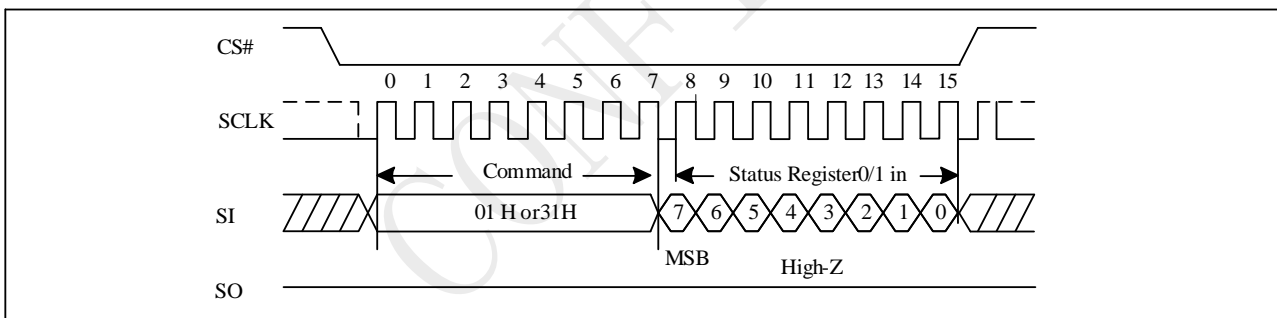 CS#
0 1 2 3 4 5 6 7 8 9 10 11 12 13 14 15
SCLK
Command Status Register0/1 in
SI 01 H or31H 7 6 5 4 3 2 1 0
MSB High-Z
SO